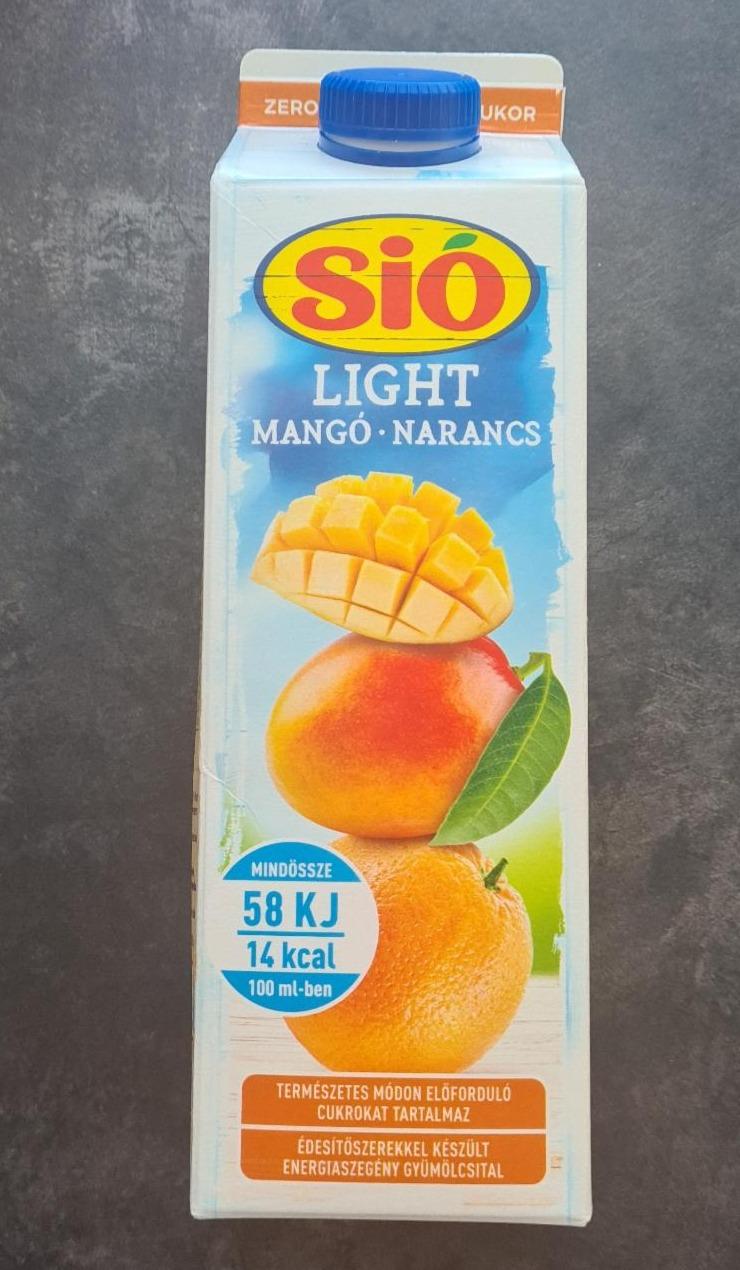 ZERO
Sió
LIGHT
MANGÓ · NARANCS
MINDÖSSZE
58 KJ
14 kcal
100 ml-ben
TERMÉSZETES MÓDON ELŐFORDULÓ
CUKROKAT TARTALMAZ
ÉDESÍTŐSZEREKKEL KÉSZÜLT
ENERGIASZEGÉNY GYÜMÖLCSITAL